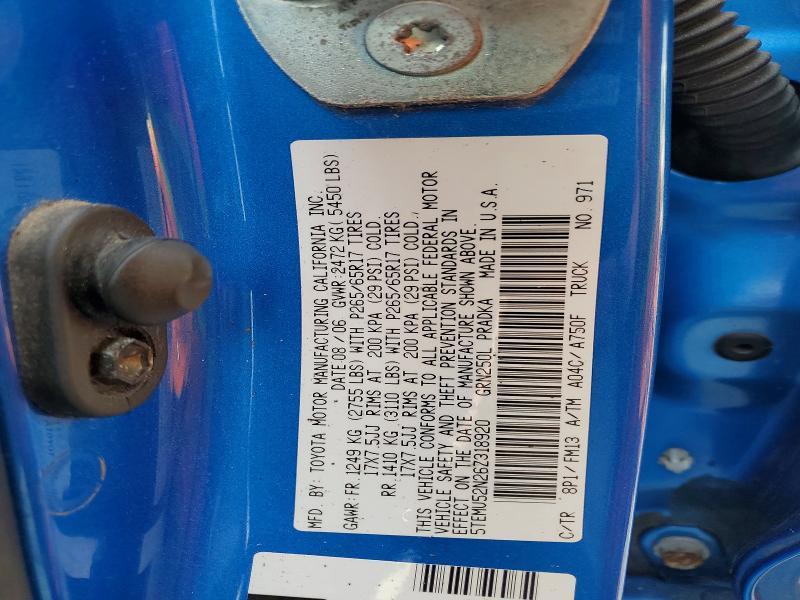 MFD. BY: TOYOTA MOTOR MANUFACTURING CALIFORNIA INC.
DATE:08 / 06 GVWR:2472 KG ( 5450 LBS)
GAWR:FR. 1249 KG (2755 LBS) WITH P265/65R17 TIRES
17X7.5JJ RIMS AT 200 KPA (29 PSI) COLD.
RR. 1410 KG (3110 LBS) WITH P265/65R17 TIRES
17X7.5JJ RIMS AT 200 KPA (29 PSI) COLD.
THIS VEHICLE CONFORMS TO ALL APPLICABLE FEDERAL MOTOR
VEHICLE SAFETY AND THEFT PREVENTION STANDARDS IN
EFFECT ON THE DATE OF MANUFACTURE SHOWN ABOVE.
5TEMU52N26Z318920 GRN250L PRADKA MADE IN U.S.A.
C/TR 8P1/FM13 A/TM A04C/A750F TRUCK NO. 971